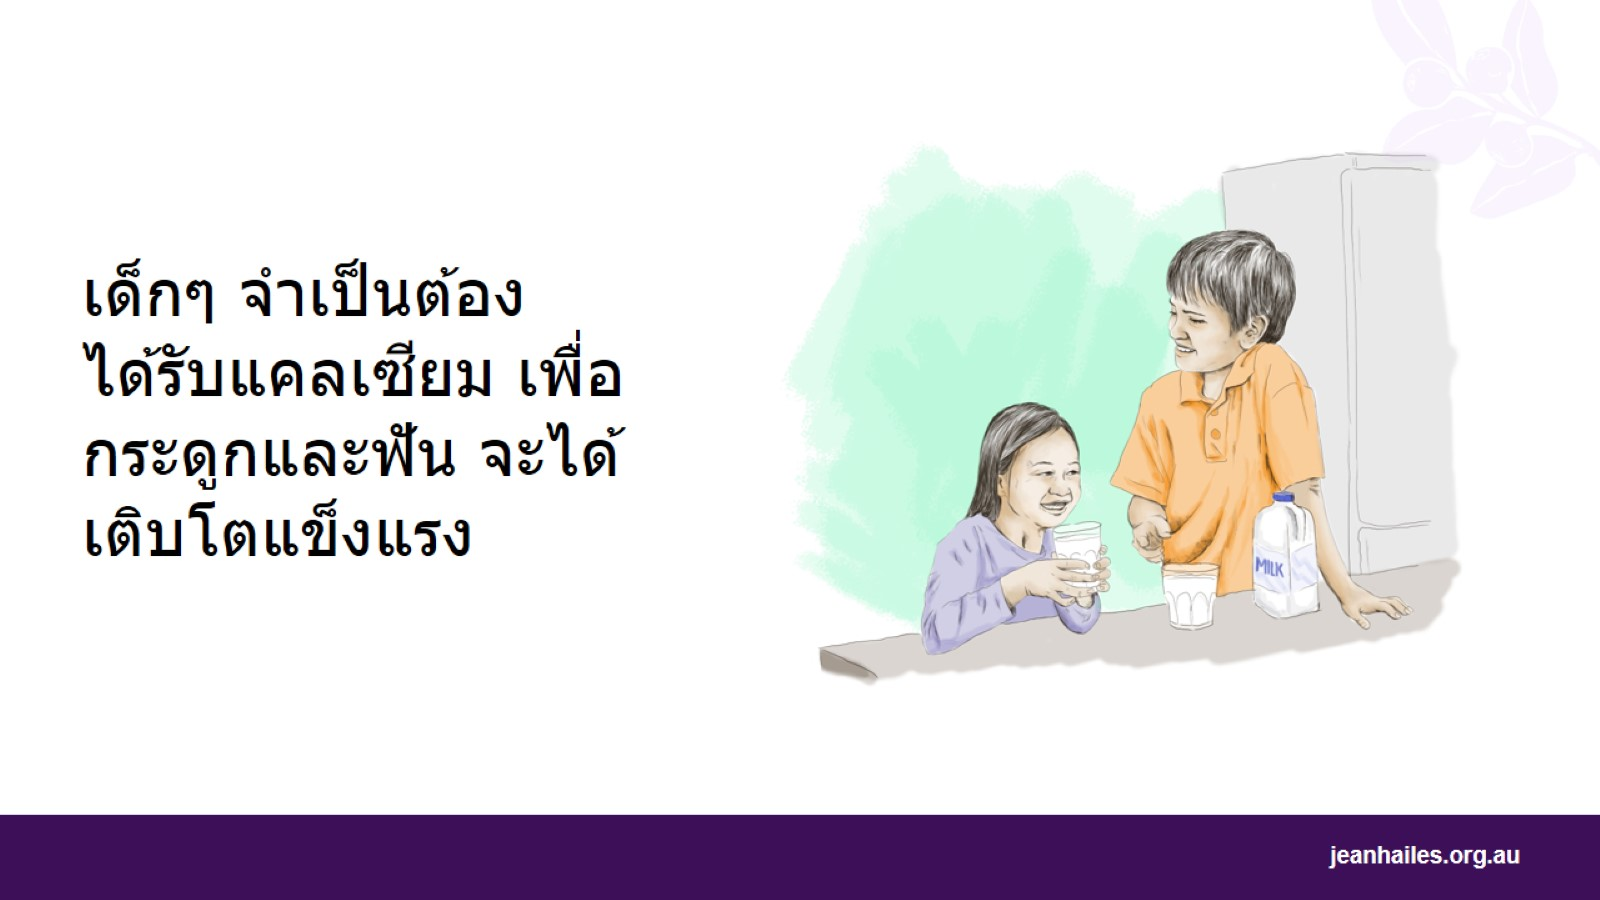 เด็กๆ จำเป็นต้อง
ได้รับแคลเซียม เพื่อ
กระดูกและฟัน จะได้
เติบโตแข็งแรง
MILK
jeanhailes.org.au